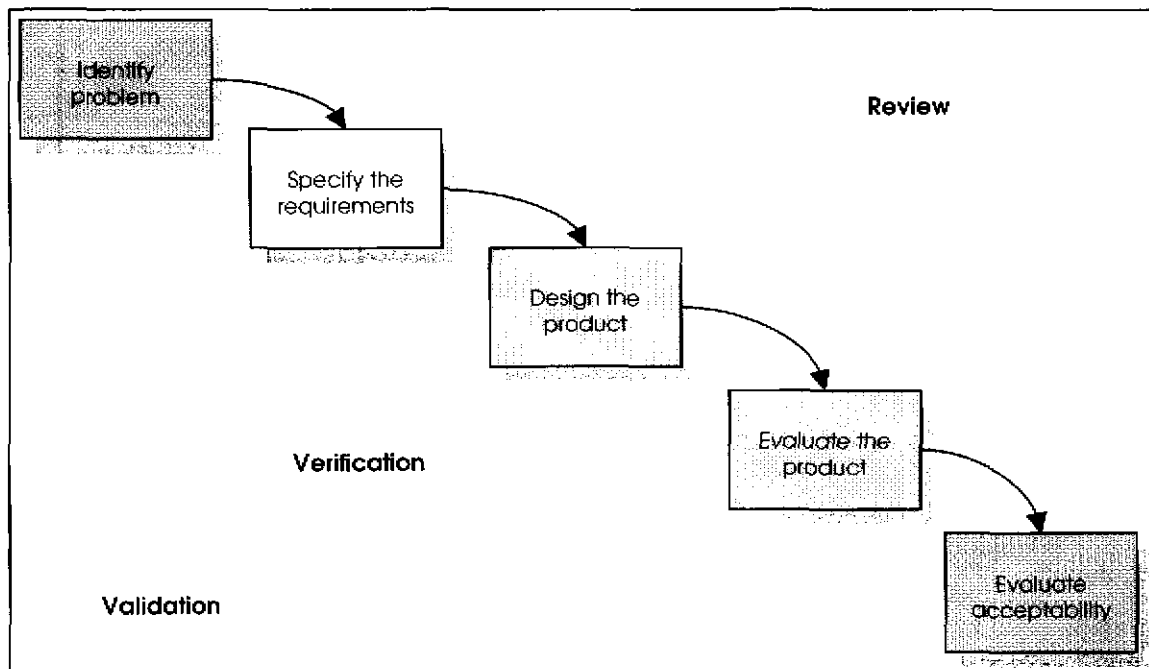 Identify
problem
Review
Specify the
requirements
Design the
product
Evaluate the
product
Verification
Evaluate
acceptability
Validation